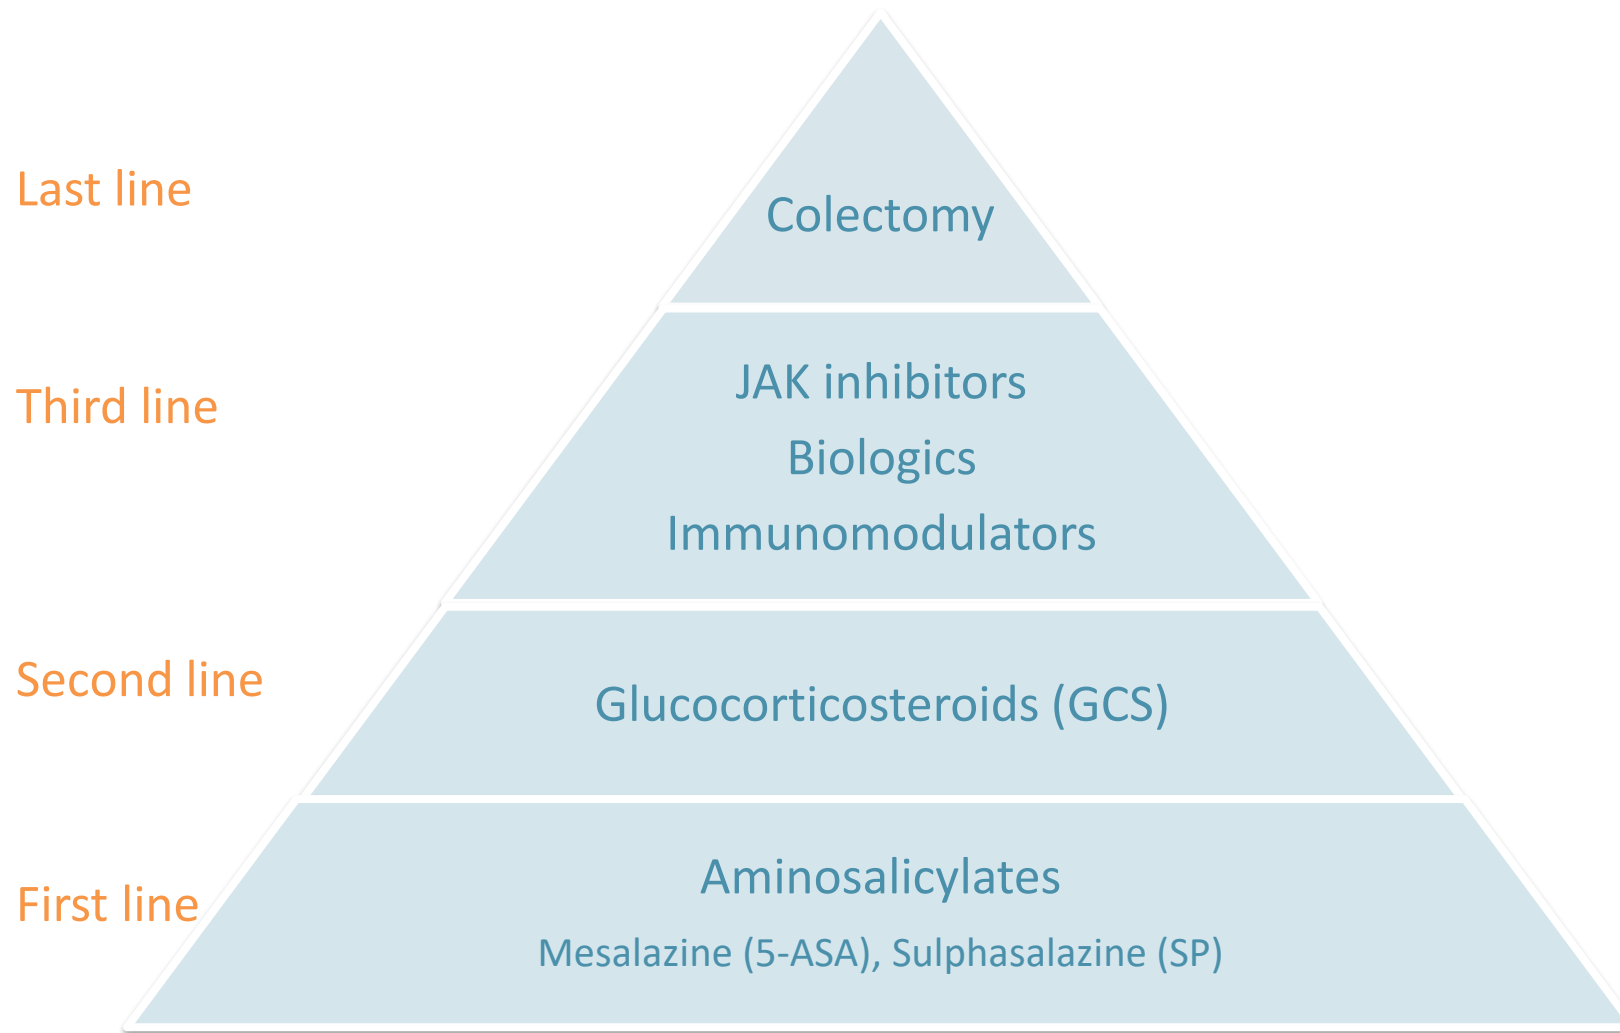 Last line
Colectomy
Third line
JAK inhibitors
Biologics
Immunomodulators
Second line
Glucocorticosteroids (GCS)
First line
Aminosalicylates
Mesalazine (5-ASA), Sulphasalazine (SP)